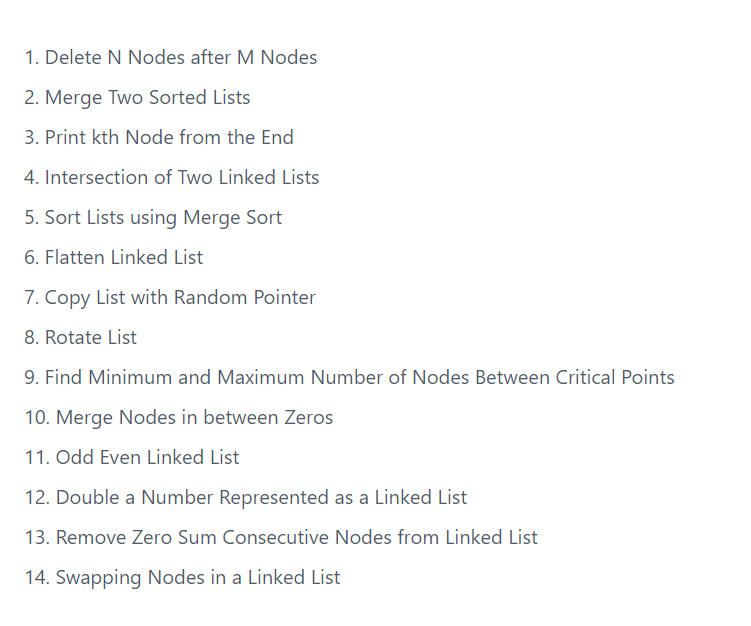 1. Delete N Nodes after M Nodes
2. Merge Two Sorted Lists
3. Print kth Node from the End
4. Intersection of Two Linked Lists
5. Sort Lists using Merge Sort
6. Flatten Linked List
7. Copy List with Random Pointer
8. Rotate List
9. Find Minimum and Maximum Number of Nodes Between Critical Points
10. Merge Nodes in between Zeros
11. Odd Even Linked List
12. Double a Number Represented as a Linked List
13. Remove Zero Sum Consecutive Nodes from Linked List
14. Swapping Nodes in a Linked List